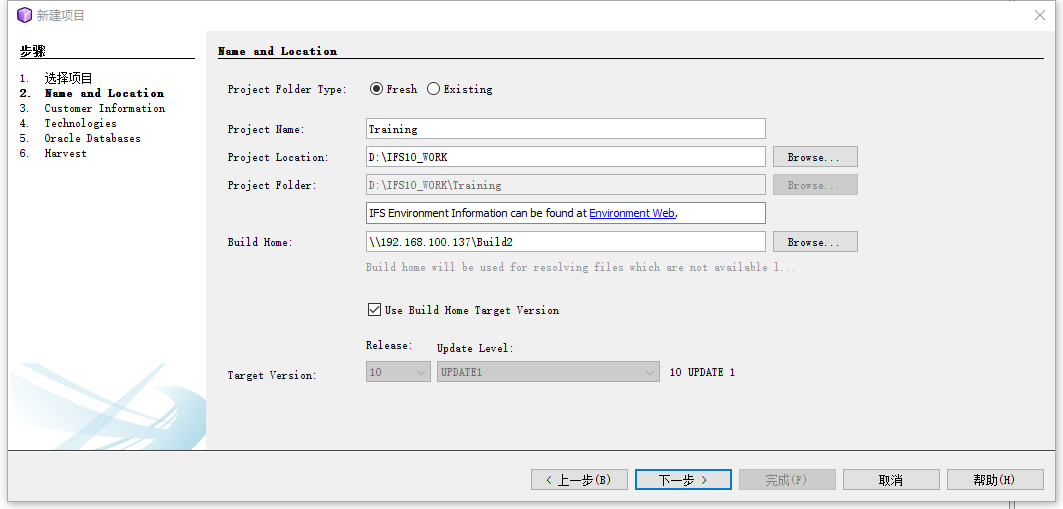 新建项目
步骤
1. 选择项目
2. Name and Location
3. Customer Information
4. Technologies
5. Oracle Databases
6. Harvest
Name and Location
Project Folder Type: Fresh Existing
Project Name: Training
Project Location: D:\IFS10_WORK Browse...
Project Folder: D:\IFS10_WORK\Training Browse...
IFS Environment Information can be found at Environment Web.
Build Home: \\192.168.100.137\Build2 Browse...
Build home will be used for resolving files which are not available l...
Use Build Home Target Version
Release: Update Level:
Target Version: 10 UPDATE1 10 UPDATE 1
< 上一步(B) 下一步 > 完成(F) 取消 帮助(H)